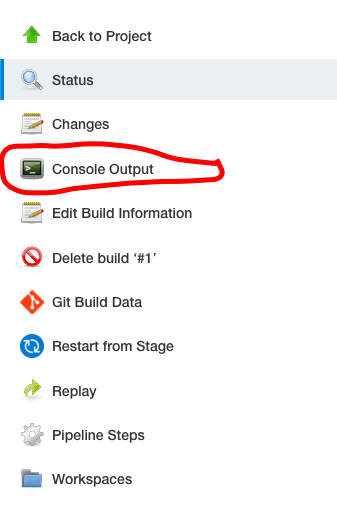 Back to Project
Status
Changes
Console Output
Edit Build Information
Delete build ‘#1’
Git Build Data
Restart from Stage
Replay
Pipeline Steps
Workspaces